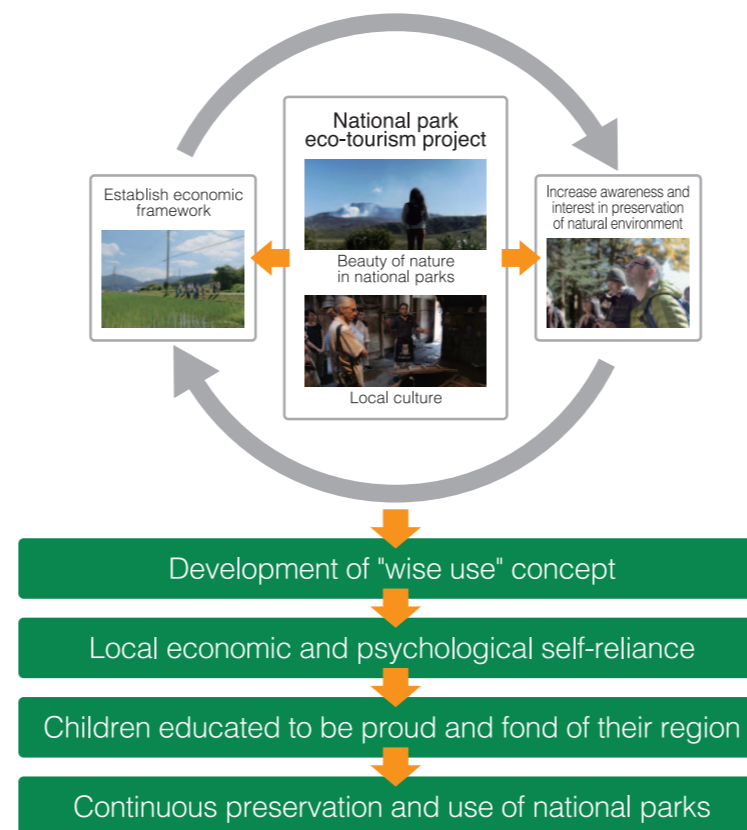 National park
eco-tourism project
Establish economic
framework
Increase awareness and
interest in preservation
of natural environment
Beauty of nature
in national parks
Local culture
Development of "wise use" concept
Local economic and psychological self-reliance
Children educated to be proud and fond of their region
Continuous preservation and use of national parks